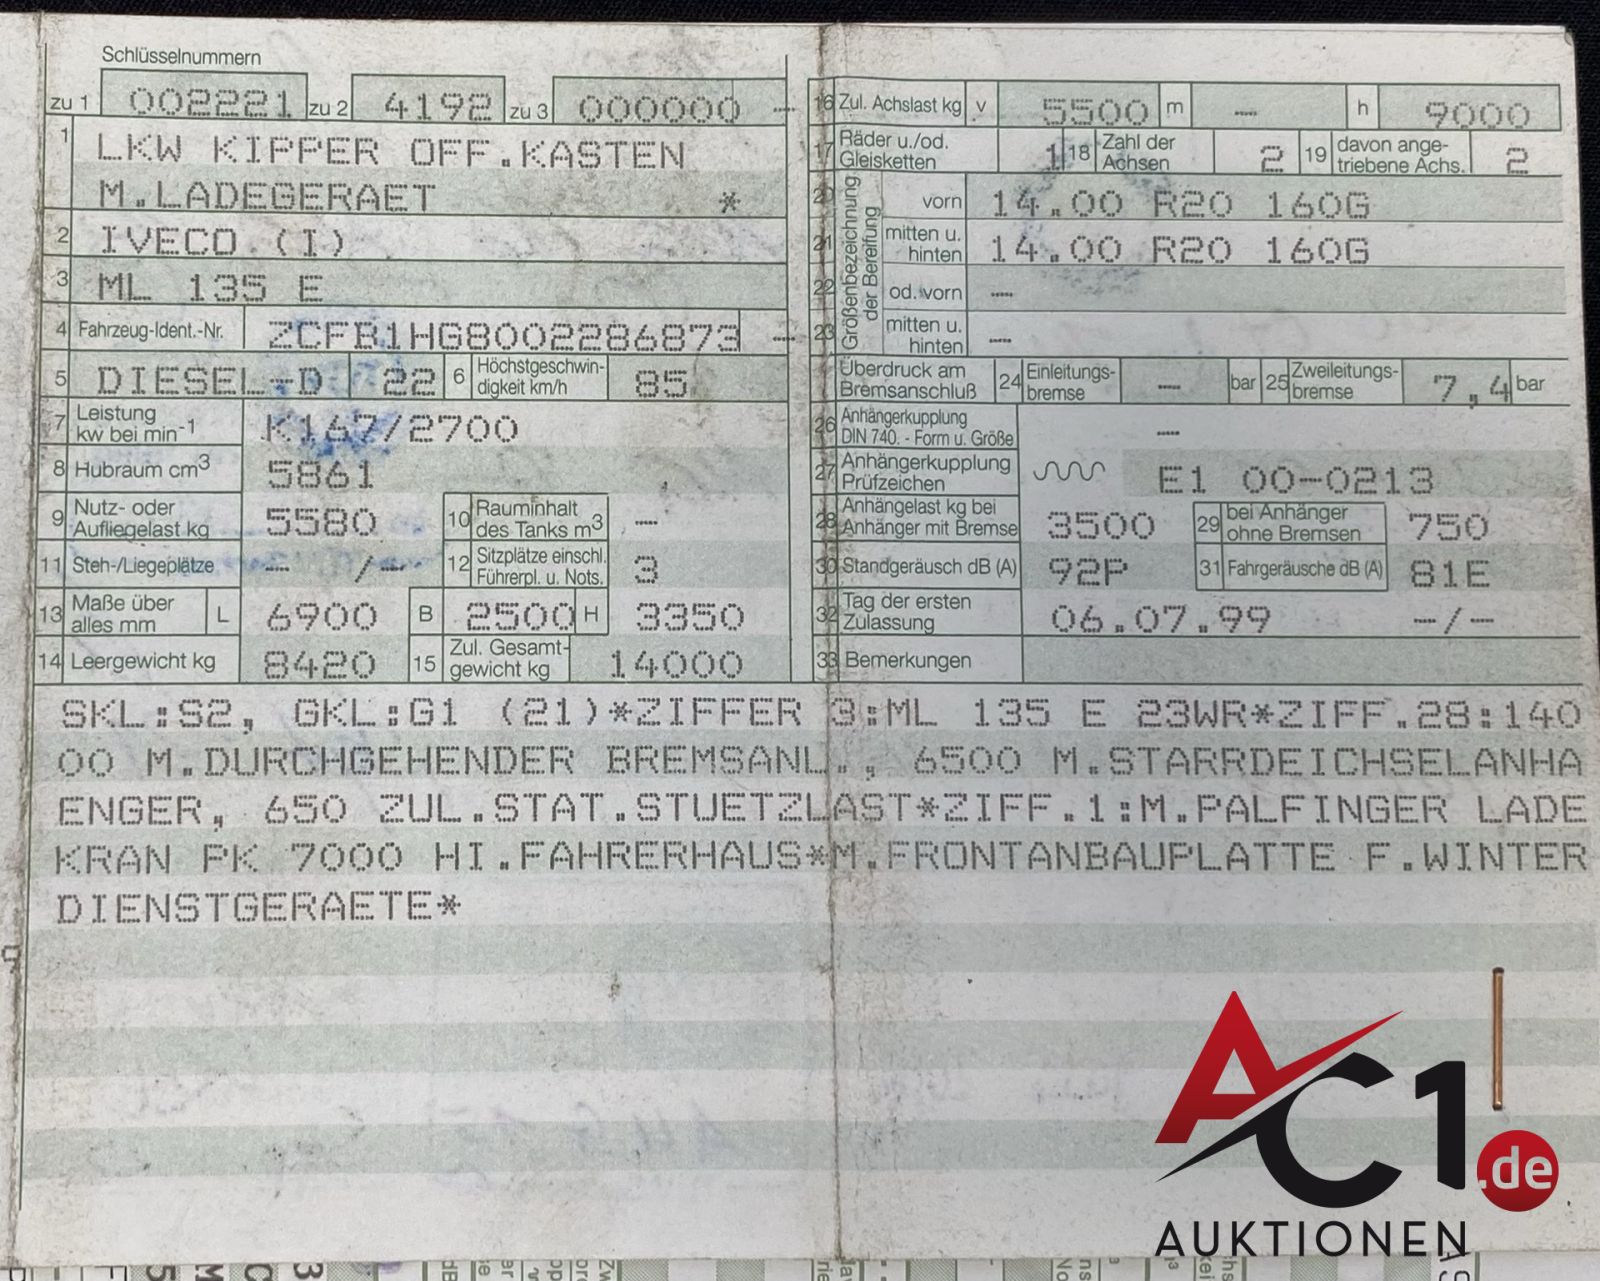 Schlüsselnummern
zu 1 002221 zu 2 4192 zu 3 000000 –
1 LKW KIPPER OFF.KASTEN
M.LADEGERAET *
2 IVECO (I)
3 ML 135 E
4 Fahrzeug-Ident.-Nr. ZCFB1HG8002286873 –
5 DIESEL-D 22 6 Höchstgeschwin-
digkeit km/h 85
7 Leistung
kw bei min-1 K167/2700
8 Hubraum cm3 5861
9 Nutz- oder
Aufliegelast kg 5580 10 Rauminhalt
des Tanks m3 –
11 Steh-/Liegeplätze – /– 12 Sitzplätze einschl.
Führerpl. u. Nots. 3
13 Maße über
alles mm L 6900 B 2500 H 3350
14 Leergewicht kg 8420 15 Zul. Gesamt-
gewicht kg 14000
16 Zul. Achslast kg v 5500 m – h 9000
17 Räder u./od.
Gleisketten 1 18 Zahl der
Achsen 2 19 davon ange-
triebene Achs. 2
Größenbezeichnung
der Bereifung
20 vorn 14.00 R20 160G
21 mitten u.
hinten 14.00 R20 160G
22 od. vorn –
23 mitten u.
hinten –
Überdruck am
Bremsanschluß 24 Einleitungs-
bremse – bar 25 Zweileitungs-
bremse 7,4 bar
26 Anhängerkupplung
DIN 740. - Form u. Größe –
27 Anhängerkupplung
Prüfzeichen E1 00-0213
28 Anhängelast kg bei
Anhänger mit Bremse 3500 29 bei Anhänger
ohne Bremsen 750
30 Standgeräusch dB (A) 92P 31 Fahrgeräusche dB (A) 81E
32 Tag der ersten
Zulassung 06.07.99 –/–
33 Bemerkungen
SKL:S2, GKL:G1 (21)*ZIFFER 3:ML 135 E 23WR*ZIFF.28:140
00 M.DURCHGEHENDER BREMSANL., 6500 M.STARRDEICHSELANHA
ENGER, 650 ZUL.STAT.STUETZLAST*ZIFF.1:M.PALFINGER LADE
KRAN PK 7000 HI.FAHRERHAUS*M.FRONTANBAUPLATTE F.WINTER
DIENSTGERAETE*
AC1.de
AUKTIONEN